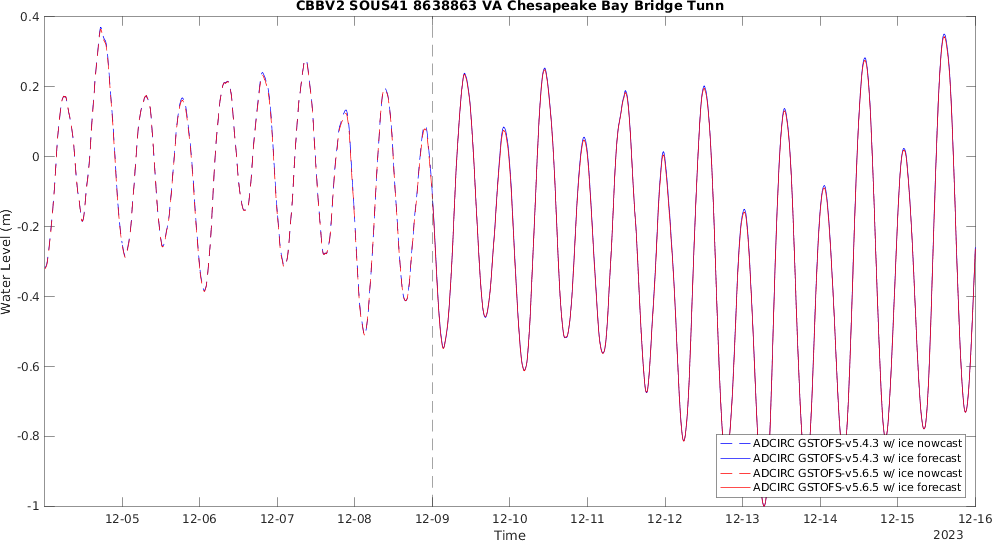 CBBV2 SOUS41 8638863 VA Chesapeake Bay Bridge Tunn
Water Level (m)
0.4
0.2
0
-0.2
-0.4
-0.6
-0.8
-1
ADCIRC GSTOFS-v5.4.3 w/ ice nowcast
ADCIRC GSTOFS-v5.4.3 w/ ice forecast
ADCIRC GSTOFS-v5.6.5 w/ ice nowcast
ADCIRC GSTOFS-v5.6.5 w/ ice forecast
12-05 12-06 12-07 12-08 12-09 12-10 12-11 12-12 12-13 12-14 12-15 12-16
Time
2023